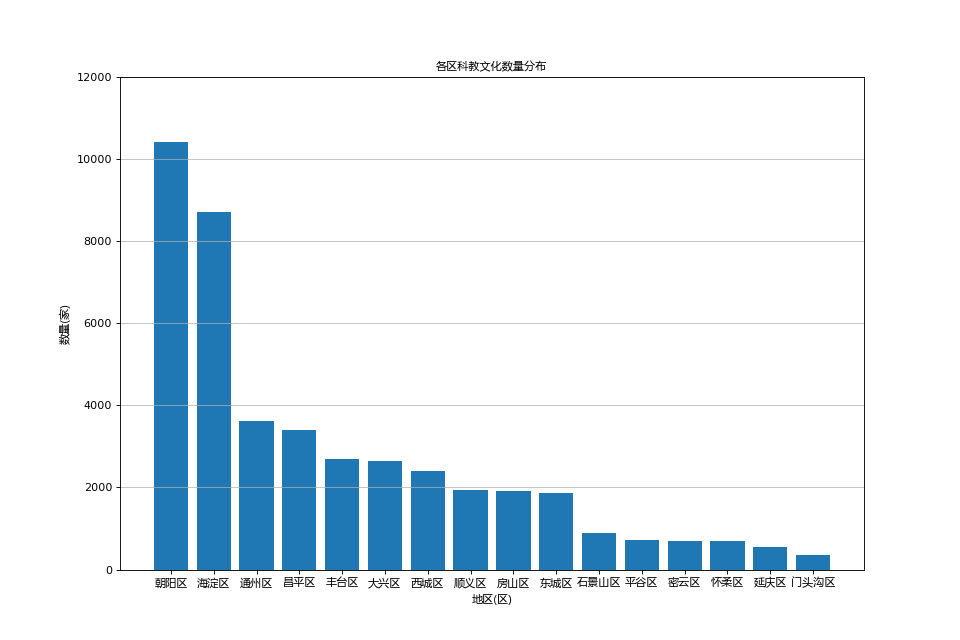 各区科教文化数量分布
12000
10000
8000
6000
4000
2000
0
数量(家)
朝阳区 海淀区 通州区 昌平区 丰台区 大兴区 西城区 顺义区 房山区 东城区 石景山区 平谷区 密云区 怀柔区 延庆区 门头沟区
地区(区)